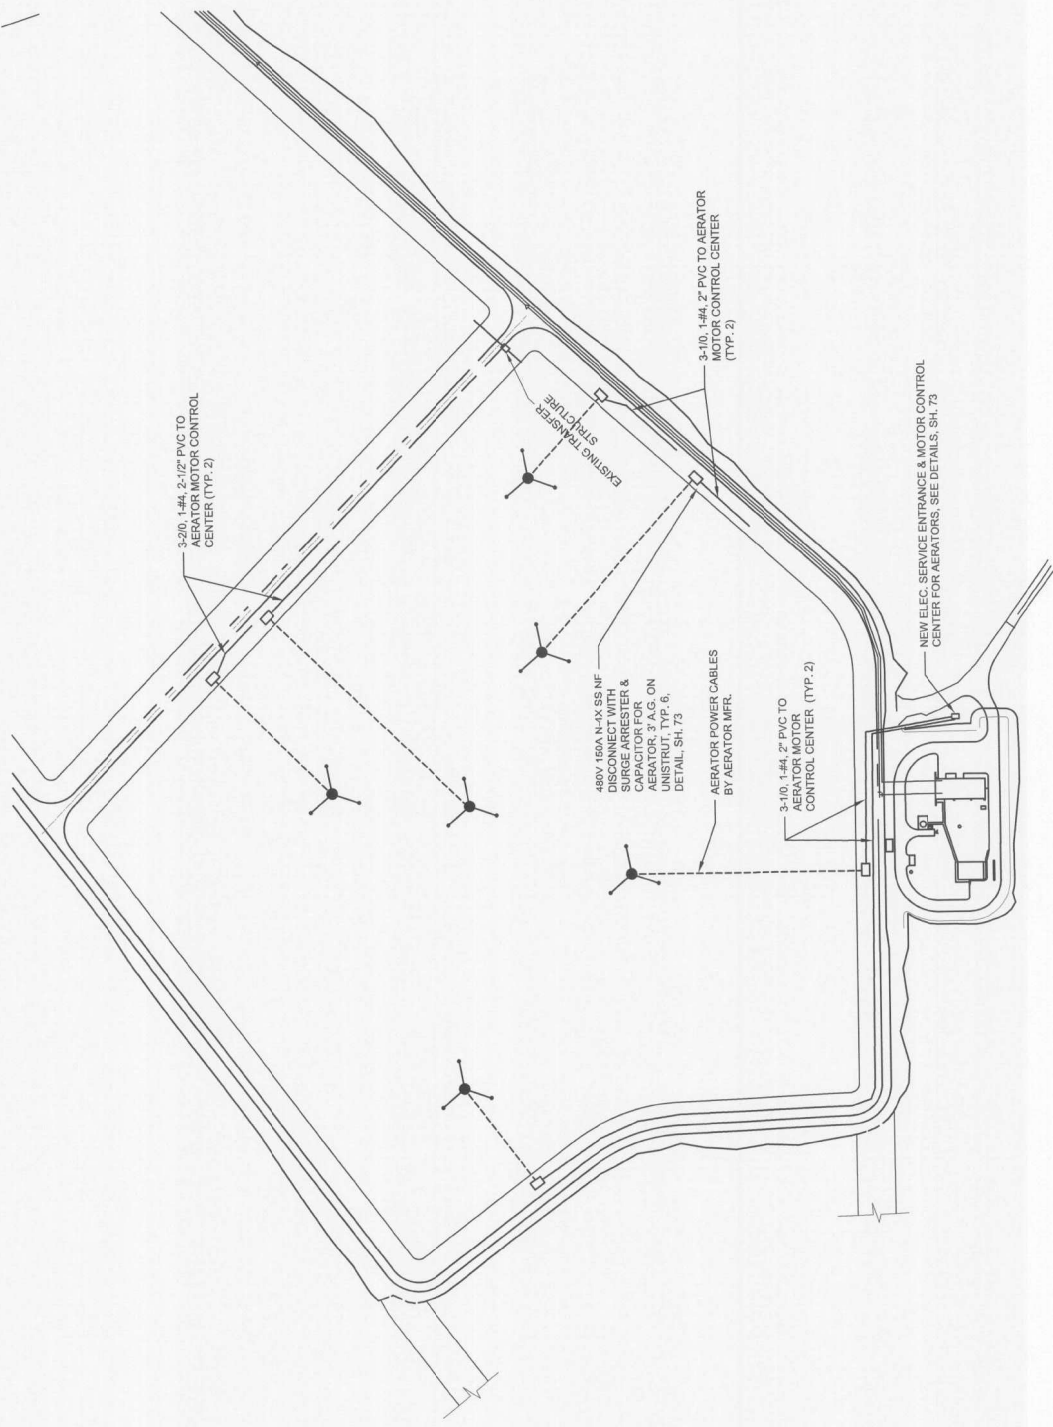 3-2/0, 1-#4, 2-1/2" PVC TO
AERATOR MOTOR CONTROL
CENTER (TYP. 2)
EXISTING TRANSFER
STRUCTURE
3-1/0, 1-#4, 2" PVC TO AERATOR
MOTOR CONTROL CENTER
(TYP. 2)
480V 150A N-4X SS NF
DISCONNECT WITH
SURGE ARRESTER &
CAPACITOR FOR
AERATOR, 3' A.G. ON
UNISTRUT, TYP. 6,
DETAIL, SH. 73
AERATOR POWER CABLES
BY AERATOR MFR.
3-1/0, 1-#4, 2" PVC TO
AERATOR MOTOR
CONTROL CENTER (TYP. 2)
NEW ELEC. SERVICE ENTRANCE & MOTOR CONTROL
CENTER FOR AERATORS, SEE DETAILS, SH. 73